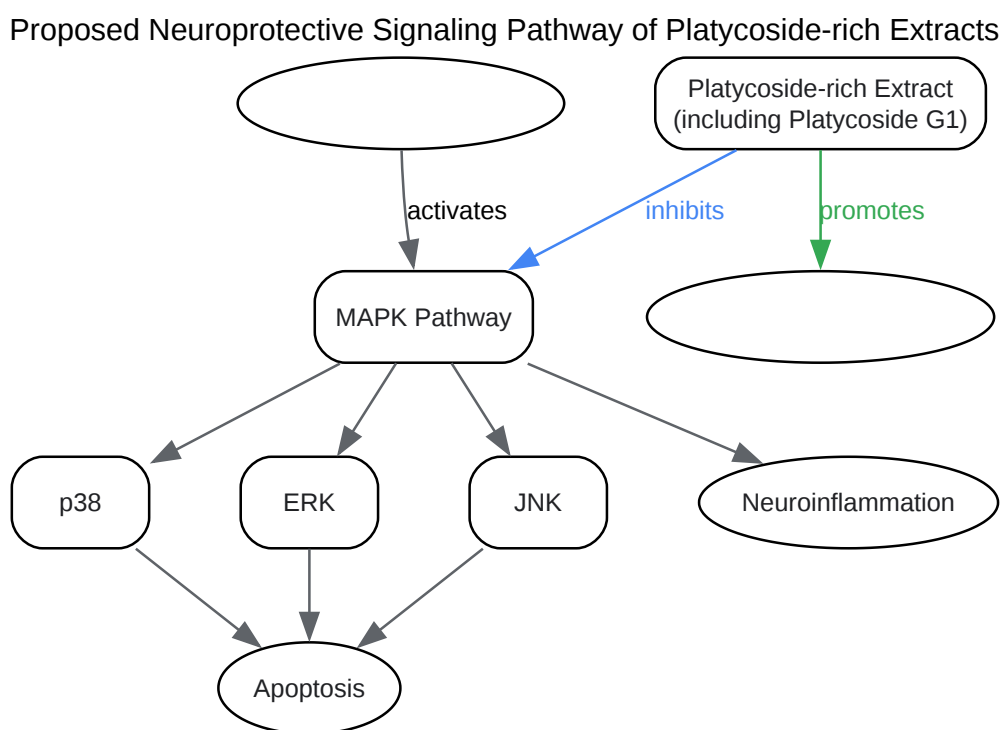 Proposed Neuroprotective Signaling Pathway of Platycoside-rich Extracts
Platycoside-rich Extract
(including Platycoside G1)
activates
inhibits
promotes
MAPK Pathway
p38
ERK
JNK
Neuroinflammation
Apoptosis